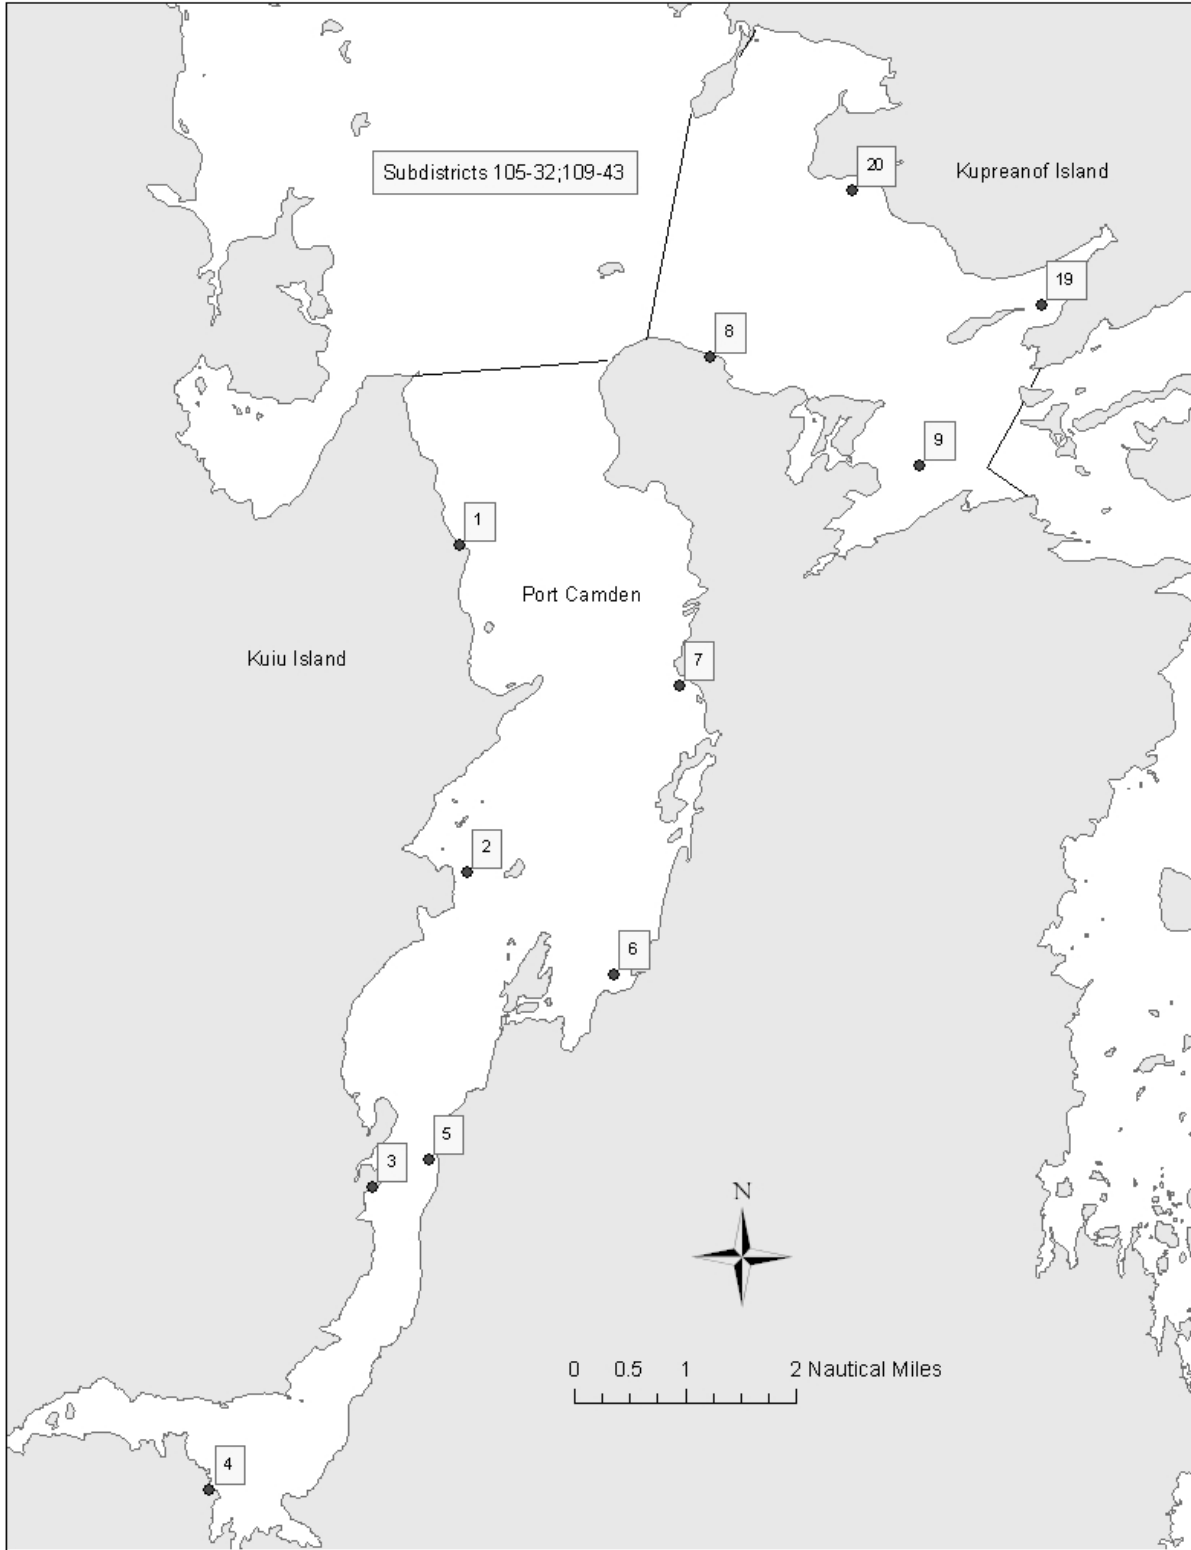 Subdistricts 105-32;109-43
20
Kupreanof Island
19
8
9
1
Port Camden
Kuiu Island
7
2
6
5
3
N
0 0.5 1 2 Nautical Miles
4